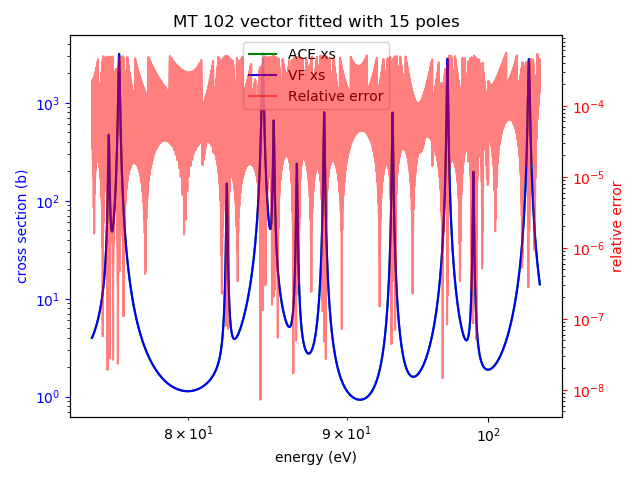 MT 102 vector fitted with 15 poles
ACE xs
VF xs
Relative error
cross section (b)
10³
10²
10¹
10⁰
10⁻⁴
10⁻⁵
10⁻⁶
10⁻⁷
10⁻⁸
relative error
8 × 10¹
9 × 10¹
10²
energy (eV)